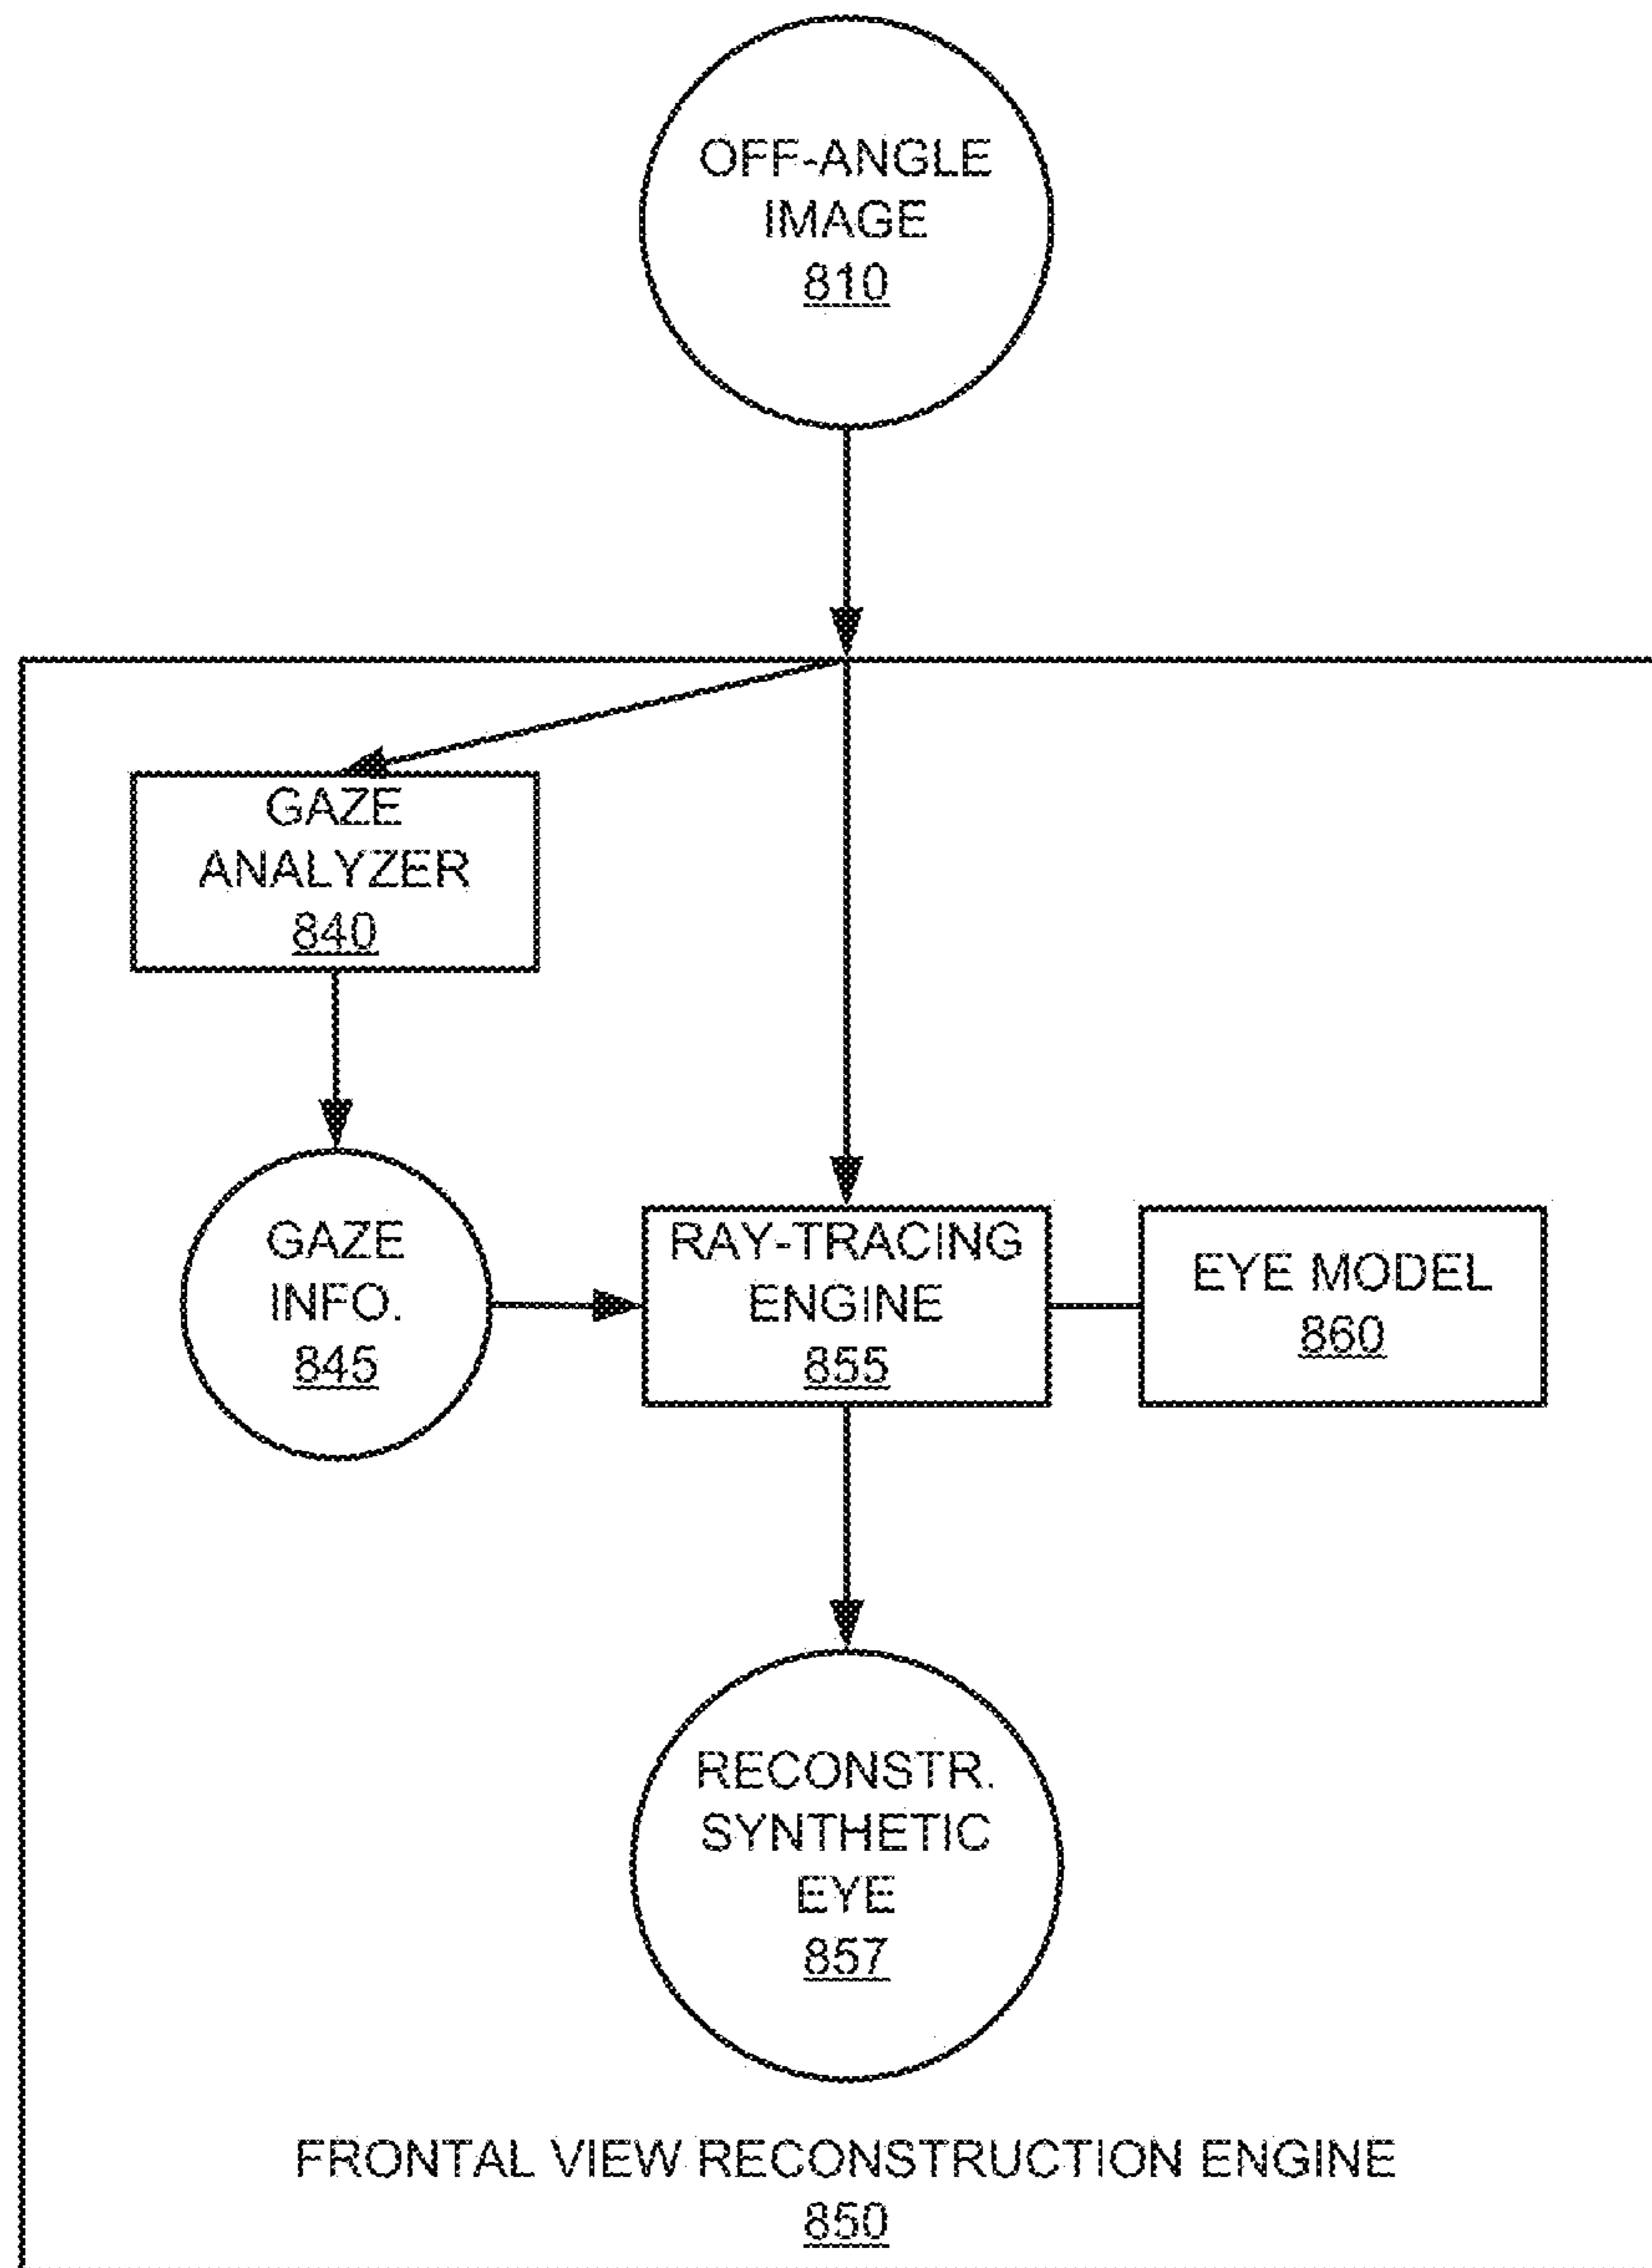 OFF-ANGLE
IMAGE
810
GAZE
ANALYZER
840
GAZE
INFO.
845
RAY-TRACING
ENGINE
855
EYE MODEL
860
RECONSTR.
SYNTHETIC
EYE
857
FRONTAL VIEW RECONSTRUCTION ENGINE
850